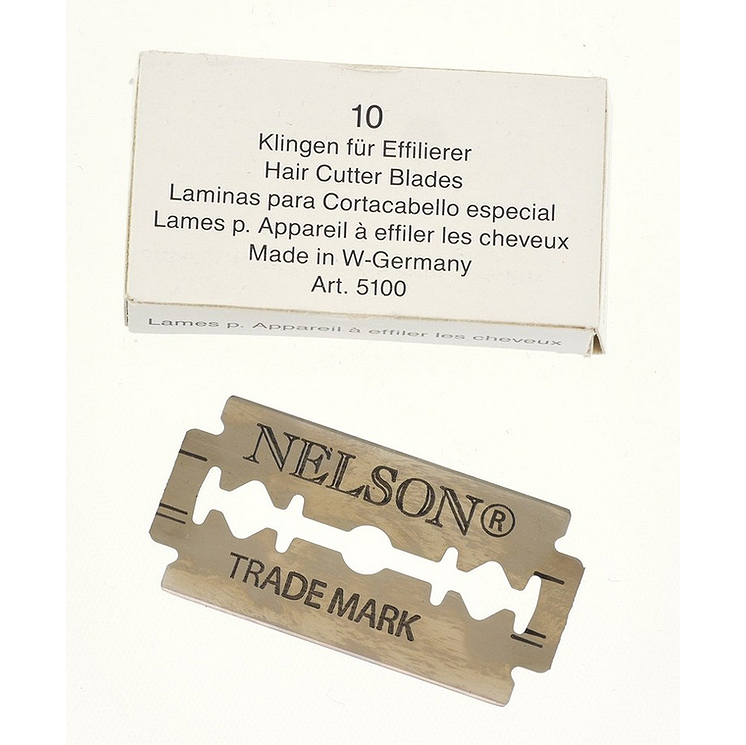 10
Klingen für Effilierer
Hair Cutter Blades
Laminas para Cortacabello especial
Lames p. Appareil à effiler les cheveux
Made in W-Germany
Art. 5100
Lames p. Appareil à effiler les cheveux
NELSON®
TRADE MARK